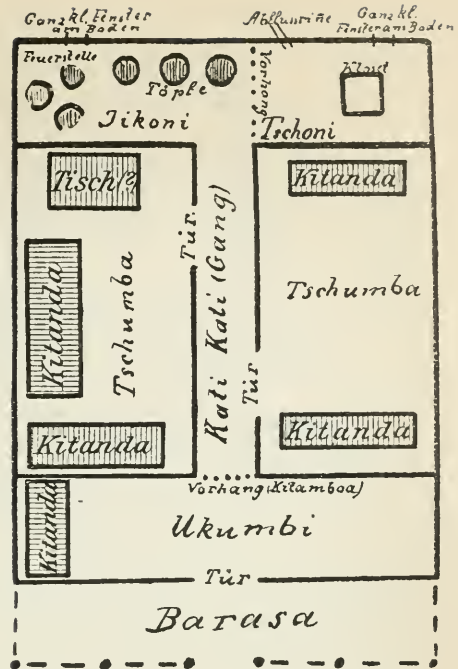 Ganz kl. Fenster
am Boden
Abflussrinne
Ganz kl.
Fenster am Boden
Feuerstelle
Töpfe
Jikoni
Vorhang
Kloset
Tschoni
Tisch(?)
Kitanda
Kitanda
Tschumba
Kitanda
Tür
Kati Kati (Gang)
Tür
Tschumba
Kitanda
Vorhang (Kitamboa)
Kitanda
Ukumbi
Tür
Barasa